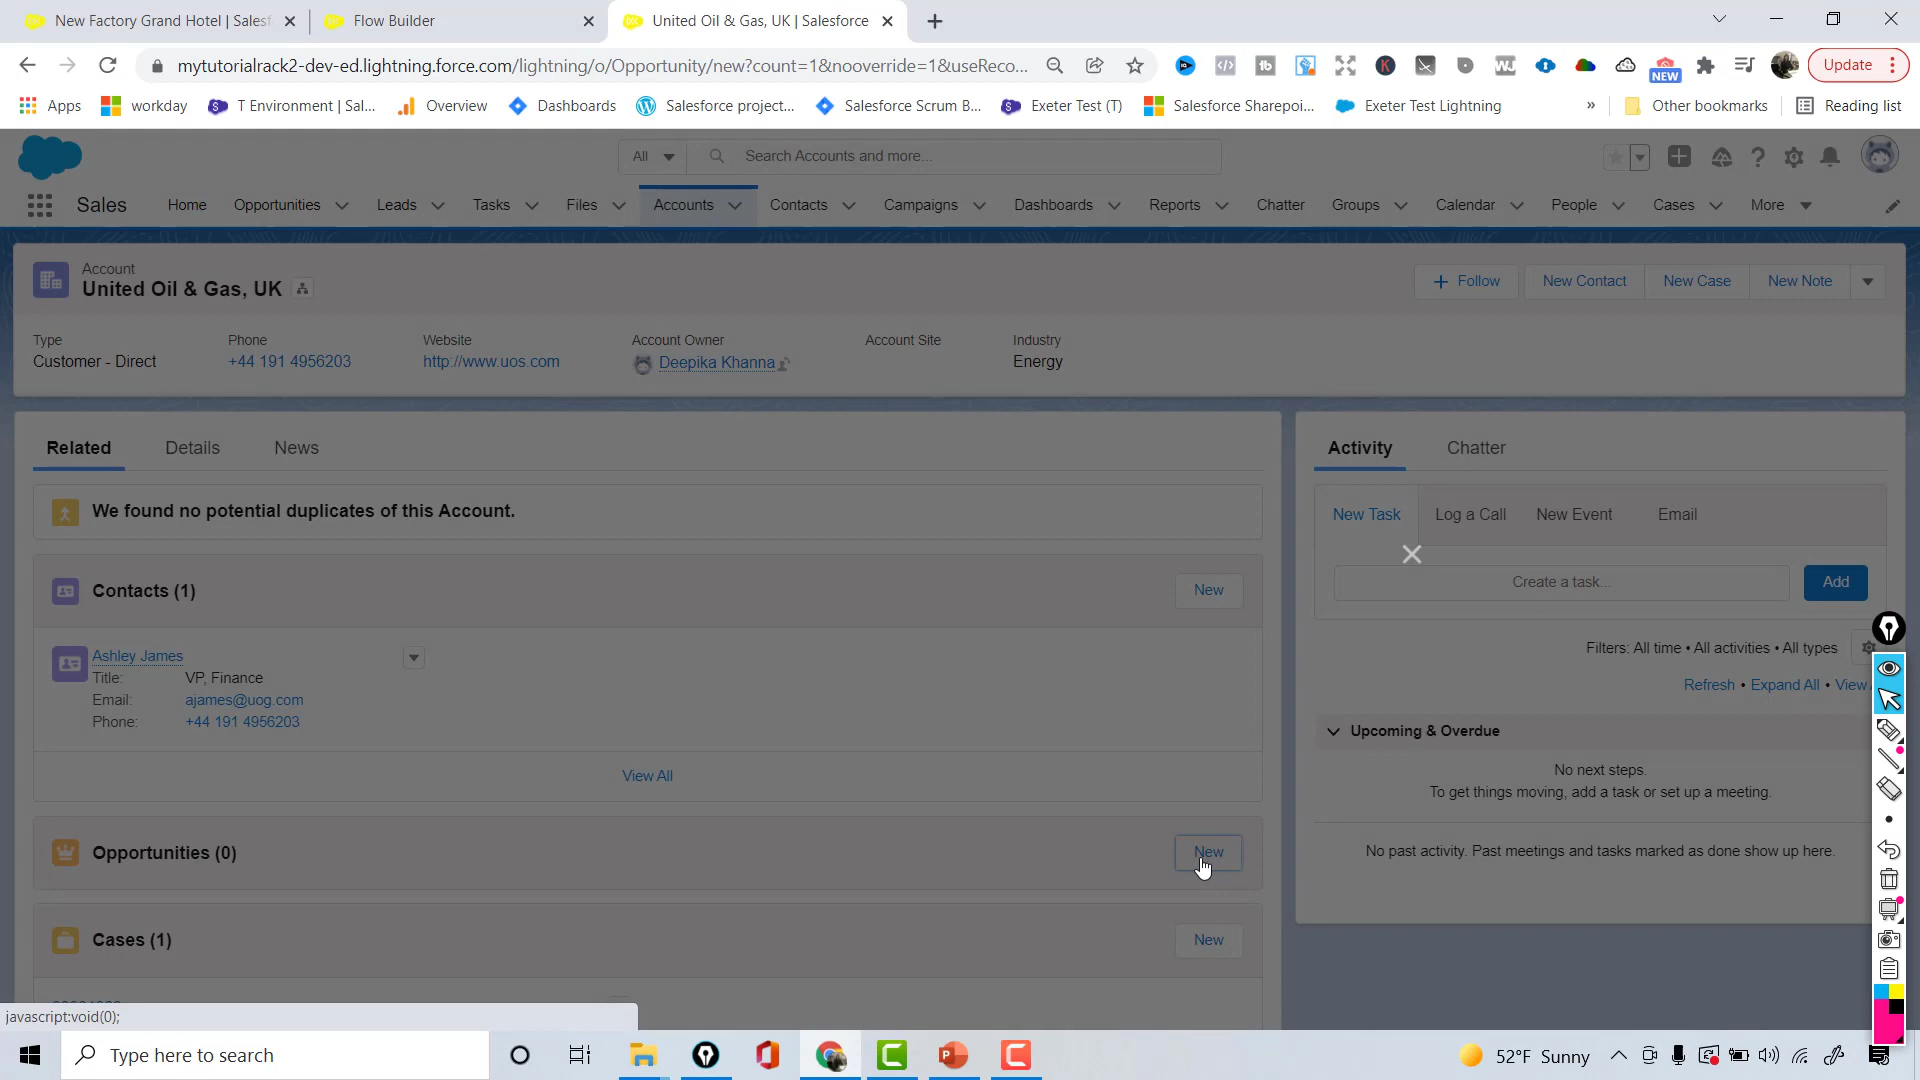 New Factory Grand Hotel | Salesf
Flow Builder
United Oil & Gas, UK | Salesforce
mytutorialrack2-dev-ed.lightning.force.com/lightning/o/Opportunity/new?count=1&nooverride=1&useReco...
NEW
Update
Apps
workday
T Environment | Sal...
Overview
Dashboards
Salesforce project...
Salesforce Scrum B...
Exeter Test (T)
Salesforce Sharepoi...
Exeter Test Lightning
»
Other bookmarks
Reading list
All
Search Accounts and more...
Sales
Home
Opportunities
Leads
Tasks
Files
Accounts
Contacts
Campaigns
Dashboards
Reports
Chatter
Groups
Calendar
People
Cases
More
Account
United Oil & Gas, UK
Follow
New Contact
New Case
New Note
Type
Customer - Direct
Phone
+44 191 4956203
Website
http://www.uos.com
Account Owner
Deepika Khanna
Account Site
Industry
Energy
Related
Details
News
We found no potential duplicates of this Account.
Contacts (1)
New
Ashley James
Title: VP, Finance
Email: ajames@uog.com
Phone: +44 191 4956203
View All
Opportunities (0)
New
Cases (1)
New
Activity
Chatter
New Task
Log a Call
New Event
Email
Create a task...
Add
Filters: All time • All activities • All types
Refresh • Expand All • View
Upcoming & Overdue
No next steps.
To get things moving, add a task or set up a meeting.
No past activity. Past meetings and tasks marked as done show up here.
javascript:void(0);
Type here to search
52°F Sunny